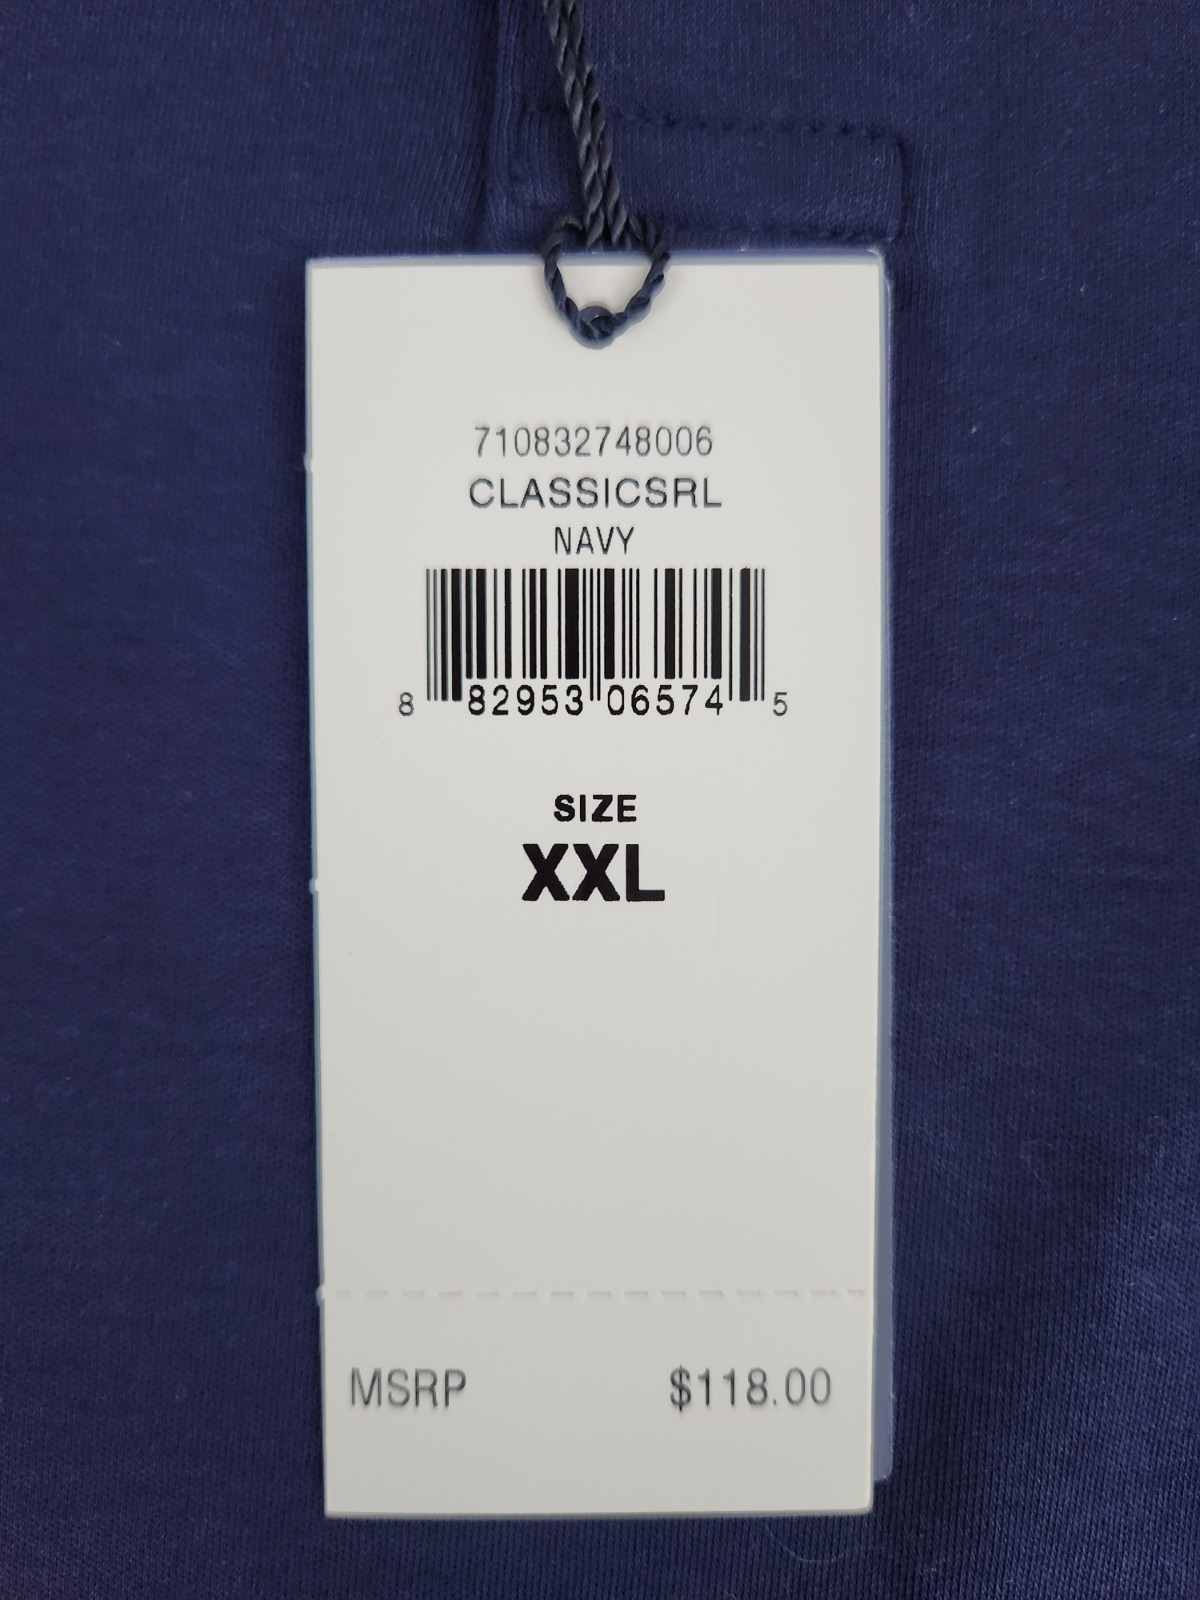 710832748006
CLASSICSRL
NAVY
8 82953 06574 5
SIZE
XXL
MSRP $118.00